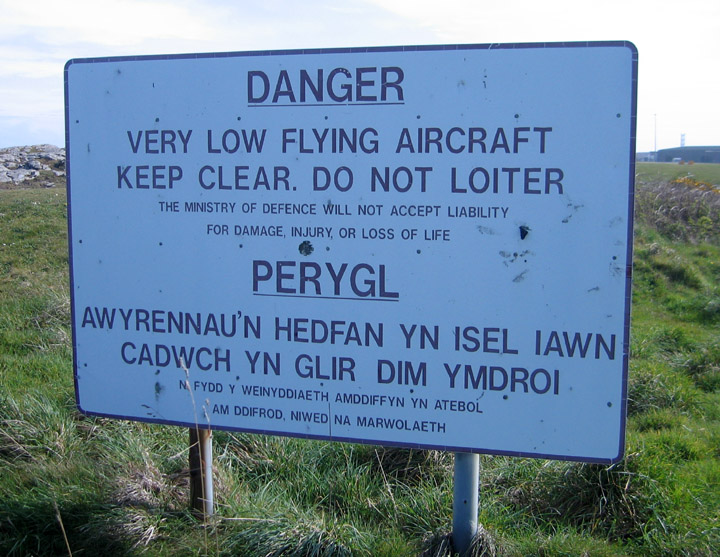 DANGER
VERY LOW FLYING AIRCRAFT
KEEP CLEAR. DO NOT LOITER
THE MINISTRY OF DEFENCE WILL NOT ACCEPT LIABILITY
FOR DAMAGE, INJURY, OR LOSS OF LIFE
PERYGL
AWYRENNAU'N HEDFAN YN ISEL IAWN
CADWCH YN GLIR DIM YMDROI
NI FYDD Y WEINYDDIAETH AMDDIFFYN YN ATEBOL
AM DDIFROD, NIWED NA MARWOLAETH